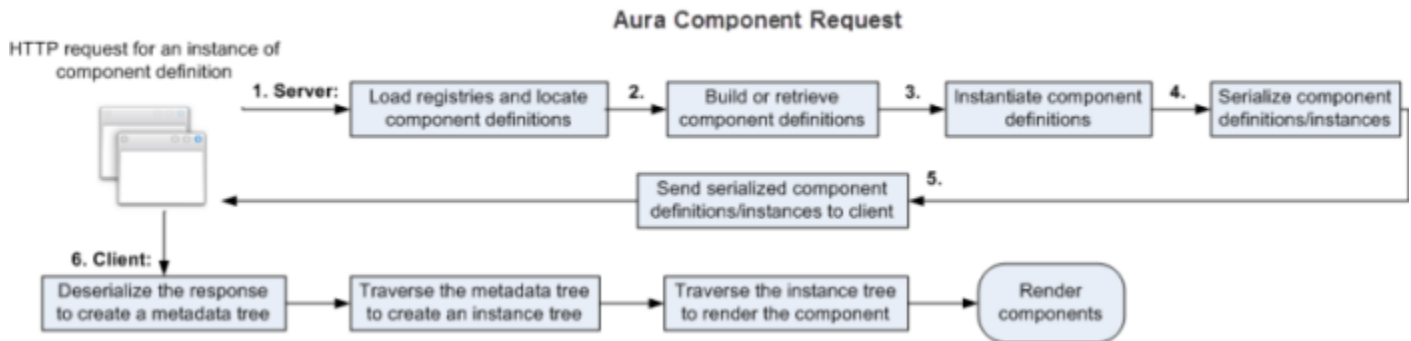 Aura Component Request
HTTP request for an instance of
component definition
1. Server:
Load registries and locate
component definitions
2.
Build or retrieve
component definitions
3.
Instantiate component
definitions
4.
Serialize component
definitions/instances
5.
Send serialized component
definitions/instances to client
6. Client:
Deserialize the response
to create a metadata tree
Traverse the metadata tree
to create an instance tree
Traverse the instance tree
to render the component
Render
components